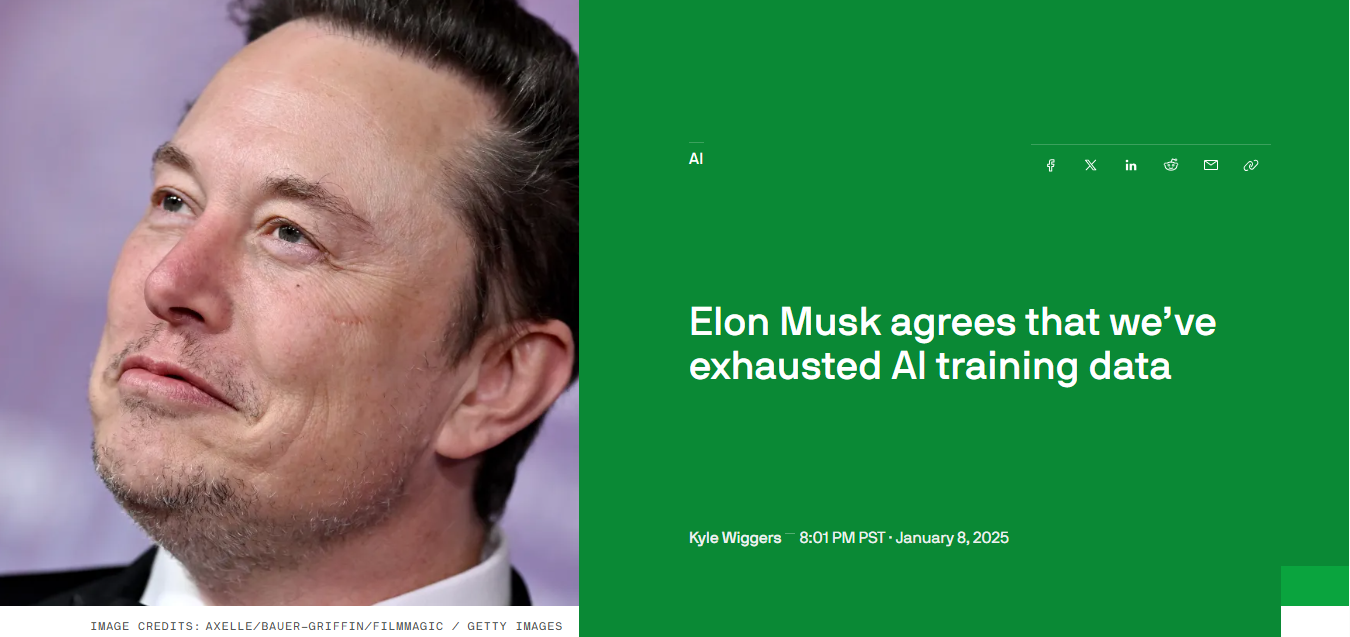 AI
Elon Musk agrees that we’ve
exhausted AI training data
Kyle Wiggers — 8:01 PM PST · January 8, 2025
IMAGE CREDITS: AXELLE/BAUER-GRIFFIN/FILMMAGIC / GETTY IMAGES